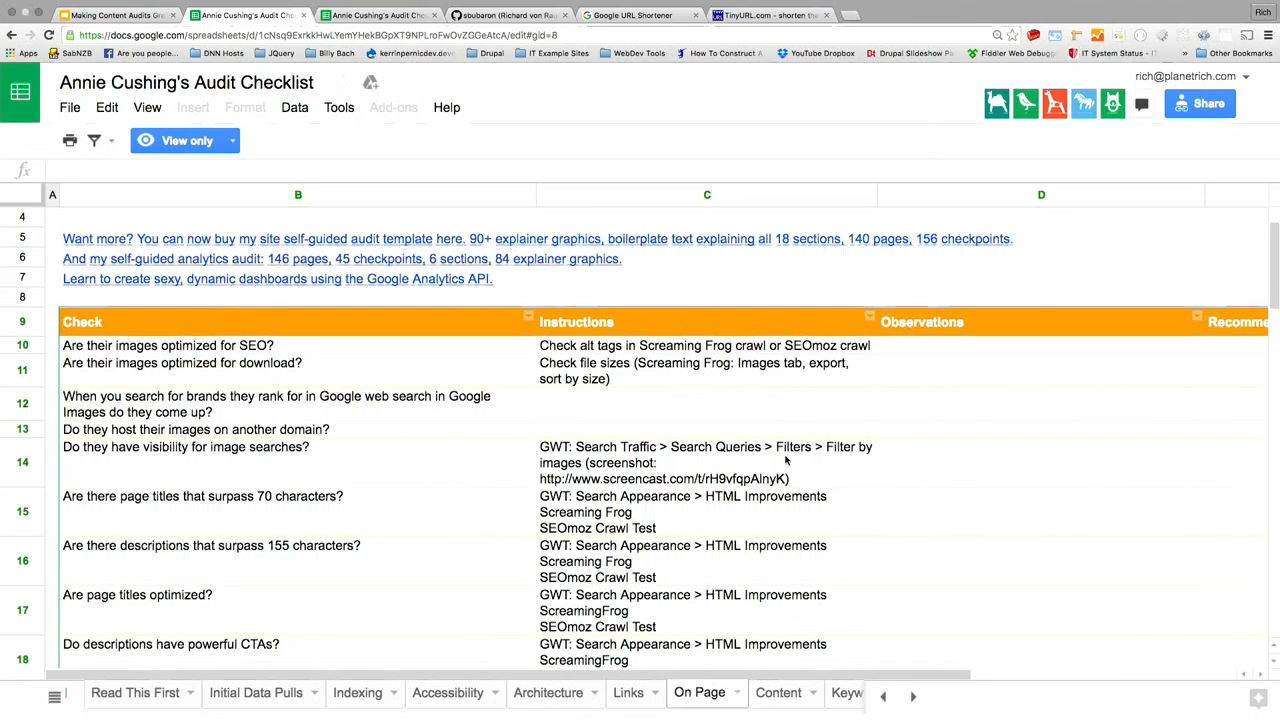 Making Content Audits Gra
Annie Cushing's Audit Chec
Annie Cushing's Audit Chec
sbubaron (Richard von Rau
Google URL Shortener
TinyURL.com - shorten tha
Rich
https://docs.google.com/spreadsheets/d/1cNsq9ExrkkHwLYemYHekBGpXT9NPLroFwOvZGGeAtcA/edit#gid=8
Apps
SabNZB
Are you people...
DNN Hosts
JQuery
Billy Bach...
kerrinpernicdev.dev...
Drupal
IT Example Sites
WebDev Tools
How To Construct A
YouTube Dropbox
Drupal Slideshow Po
Fiddler Web Debugg
IT System Status - I
»
Other Bookmarks
Annie Cushing's Audit Checklist
rich@planetrich.com
File Edit View Insert Format Data Tools Add-ons Help
Share
View only
fx
A B C D
4
5 Want more? You can now buy my site self-guided audit template here. 90+ explainer graphics, boilerplate text explaining all 18 sections, 140 pages, 156 checkpoints.
6 And my self-guided analytics audit: 146 pages, 45 checkpoints, 6 sections, 84 explainer graphics.
7 Learn to create sexy, dynamic dashboards using the Google Analytics API.
8
9 Check Instructions Observations Recomme
10 Are their images optimized for SEO? Check alt tags in Screaming Frog crawl or SEOmoz crawl
11 Are their images optimized for download? Check file sizes (Screaming Frog: Images tab, export,
sort by size)
12 When you search for brands they rank for in Google web search in Google
Images do they come up?
13 Do they host their images on another domain?
14 Do they have visibility for image searches? GWT: Search Traffic > Search Queries > Filters > Filter by
images (screenshot:
http://www.screencast.com/t/rH9vfqpAlnyK)
15 Are there page titles that surpass 70 characters? GWT: Search Appearance > HTML Improvements
Screaming Frog
SEOmoz Crawl Test
16 Are there descriptions that surpass 155 characters? GWT: Search Appearance > HTML Improvements
Screaming Frog
SEOmoz Crawl Test
17 Are page titles optimized? GWT: Search Appearance > HTML Improvements
ScreamingFrog
SEOmoz Crawl Test
18 Do descriptions have powerful CTAs? GWT: Search Appearance > HTML Improvements
ScreamingFrog
Read This First Initial Data Pulls Indexing Accessibility Architecture Links On Page Content Keyw